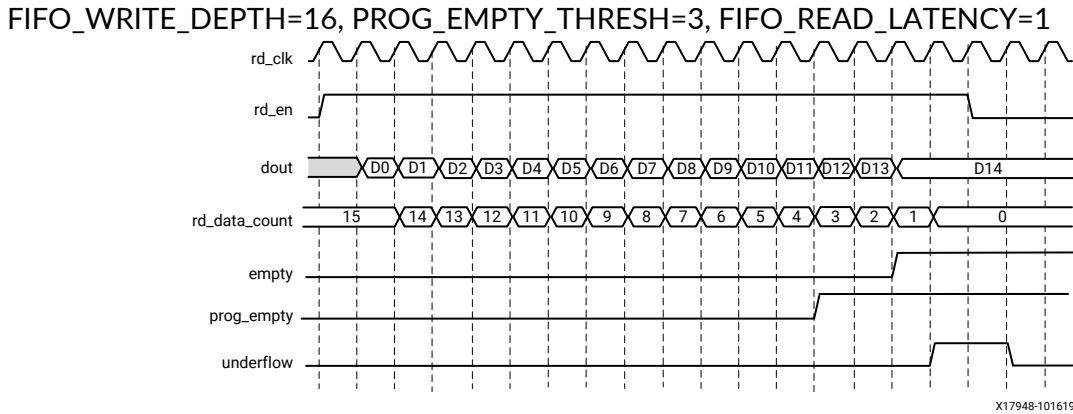 FIFO_WRITE_DEPTH=16, PROG_EMPTY_THRESH=3, FIFO_READ_LATENCY=1
rd_clk
rd_en
dout D0 D1 D2 D3 D4 D5 D6 D7 D8 D9 D10 D11 D12 D13 D14
rd_data_count 15 14 13 12 11 10 9 8 7 6 5 4 3 2 1 0
empty
prog_empty
underflow
X17948-101619